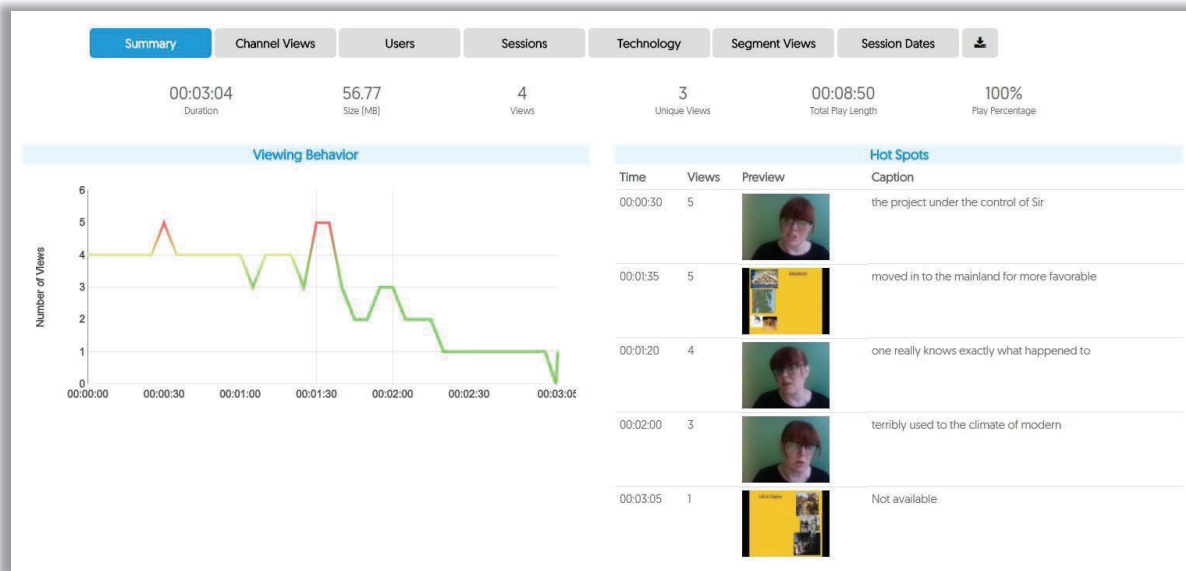 Summary
Channel Views
Users
Sessions
Technology
Segment Views
Session Dates
00:03:04
Duration
56.77
Size (MB)
4
Views
3
Unique Views
00:08:50
Total Play Length
100%
Play Percentage
Viewing Behavior
Number of Views
6
5
4
3
2
1
0
00:00:00 00:00:30 00:01:00 00:01:30 00:02:00 00:02:30 00:03:05
Hot Spots
Time Views Preview Caption
00:00:30 5 the project under the control of Sir
00:01:35 5 moved in to the mainland for more favorable
00:01:20 4 one really knows exactly what happened to
00:02:00 3 terribly used to the climate of modern
00:03:05 1 Not available